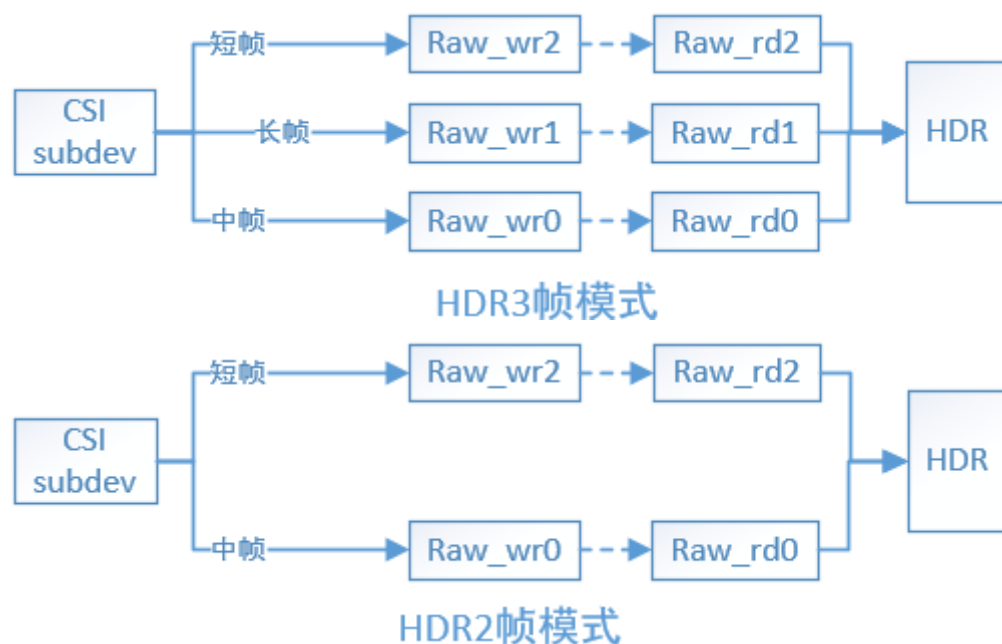 短帧
Raw_wr2
Raw_rd2
CSI
subdev
长帧
Raw_wr1
Raw_rd1
HDR
中帧
Raw_wr0
Raw_rd0
HDR3帧模式
短帧
Raw_wr2
Raw_rd2
CSI
subdev
HDR
中帧
Raw_wr0
Raw_rd0
HDR2帧模式